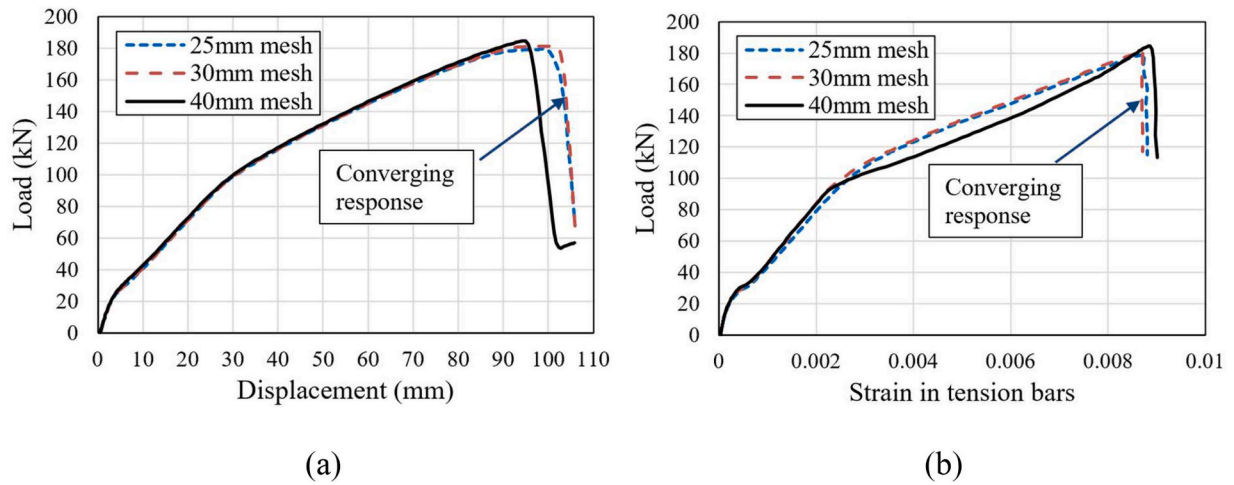 200
180
160
140
120
100
80
60
40
20
0
Load (kN)
25mm mesh
30mm mesh
40mm mesh
Converging
response
0 10 20 30 40 50 60 70 80 90 100 110
Displacement (mm)
(a)
200
180
160
140
120
100
80
60
40
20
0
Load (kN)
25mm mesh
30mm mesh
40mm mesh
Converging
response
0 0.002 0.004 0.006 0.008 0.01
Strain in tension bars
(b)